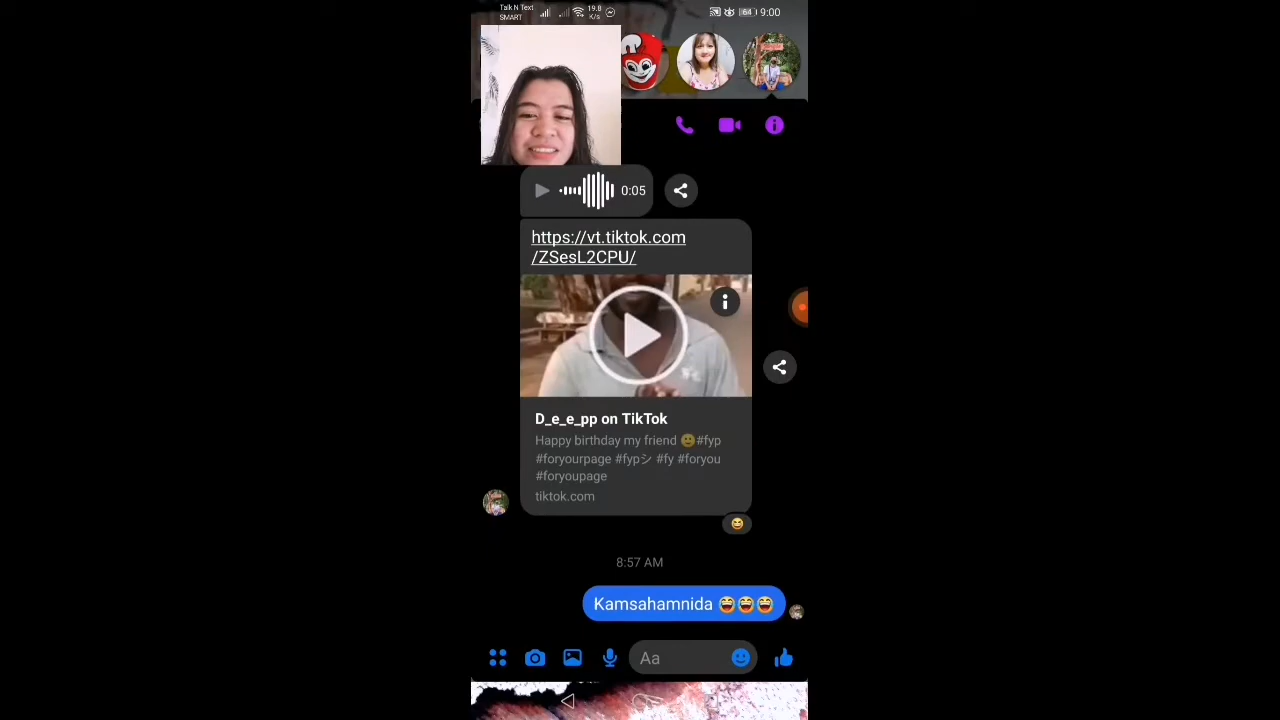 Talk N Text
SMART
19.8
K/s
64
9:00
0:05
https://vt.tiktok.com
/ZSesL2CPU/
D_e_e_pp on TikTok
Happy birthday my friend 🙂#fyp
#foryourpage #fypシ #fy #foryou
#foryoupage
tiktok.com
8:57 AM
Kamsahamnida 😂😂😂
Aa